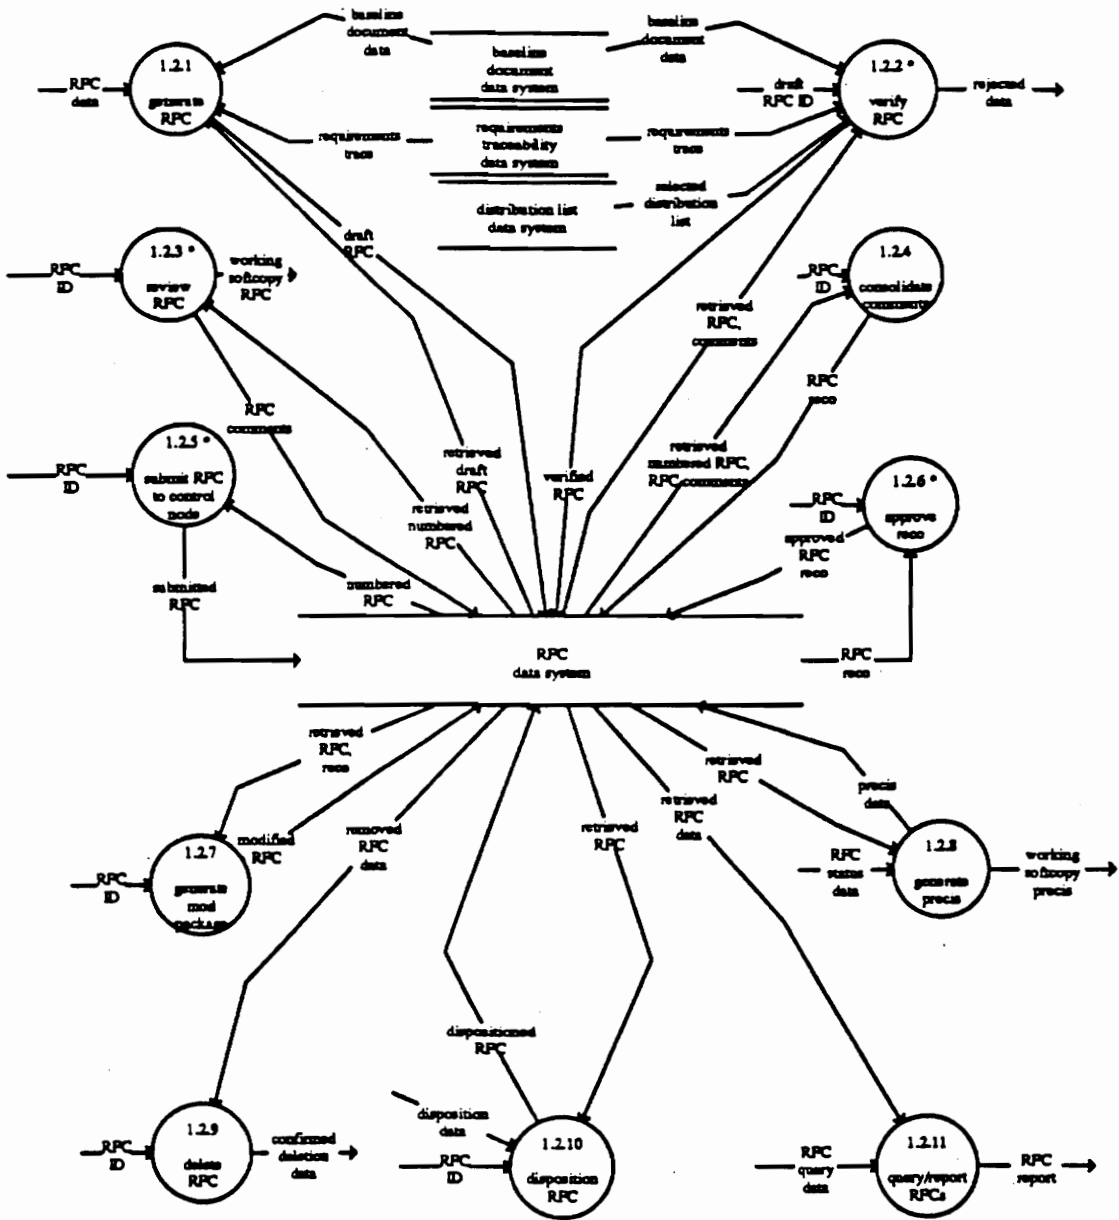 baseline
document
data
baseline
document
data system
baseline
document
data
1.2.1
generate
RPC
RPC
data
1.2.2 *
verify
RPC
draft
RPC ID
rejected
data
requirements
trace
requirements
traceability
data system
requirements
trace
distribution list
data system
selected
distribution
list
draft
RPC
1.2.3 *
review
RPC
RPC
ID
working
softcopy
RPC
1.2.4
consolidate
comments
RPC
ID
retrieved
RPC,
comments
RPC
reco
RPC
comments
1.2.5 *
submit RPC
to control
node
RPC
ID
retrieved
draft
RPC
verified
RPC
retrieved
numbered RPC,
RPC comments
1.2.6 *
approve
reco
RPC
ID
retrieved
numbered
RPC
approved
RPC
reco
submitted
RPC
numbered
RPC
RPC
data system
RPC
reco
retrieved
RPC,
reco
retrieved
RPC
precis
data
modified
RPC
removed
RPC
data
retrieved
RPC
retrieved
RPC
data
1.2.7
generate
mod
package
RPC
ID
1.2.8
generate
precis
RPC
status
data
working
softcopy
precis
dispositioned
RPC
1.2.9
delete
RPC
RPC
ID
confirmed
deletion
data
disposition
data
RPC
ID
1.2.10
disposition
RPC
RPC
query
data
1.2.11
query/report
RPCs
RPC
report